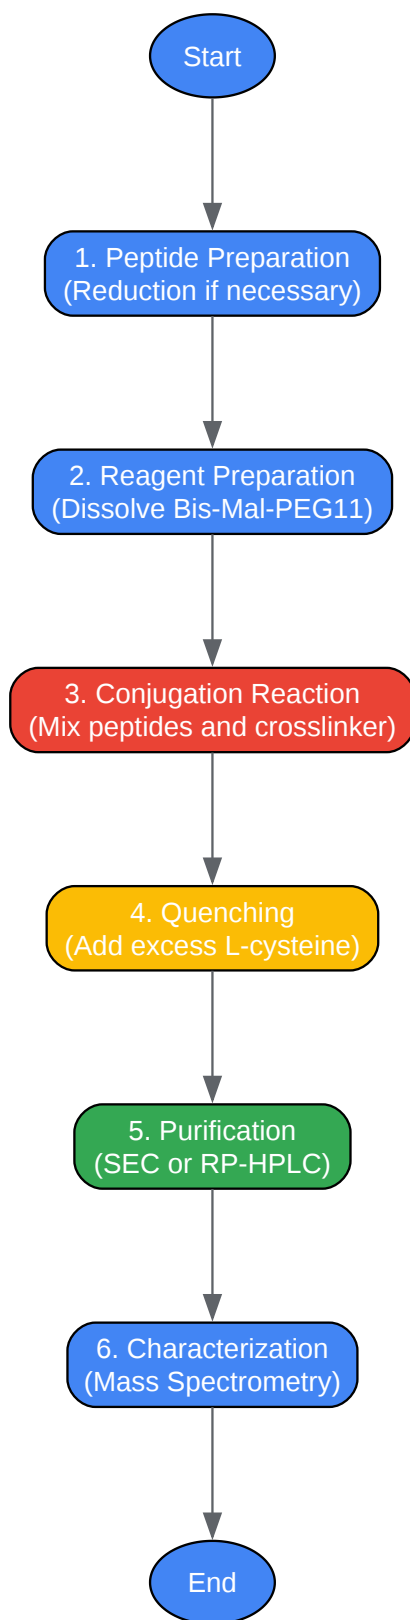 Start
1. Peptide Preparation
(Reduction if necessary)
2. Reagent Preparation
(Dissolve Bis-Mal-PEG11)
3. Conjugation Reaction
(Mix peptides and crosslinker)
4. Quenching
(Add excess L-cysteine)
5. Purification
(SEC or RP-HPLC)
6. Characterization
(Mass Spectrometry)
End